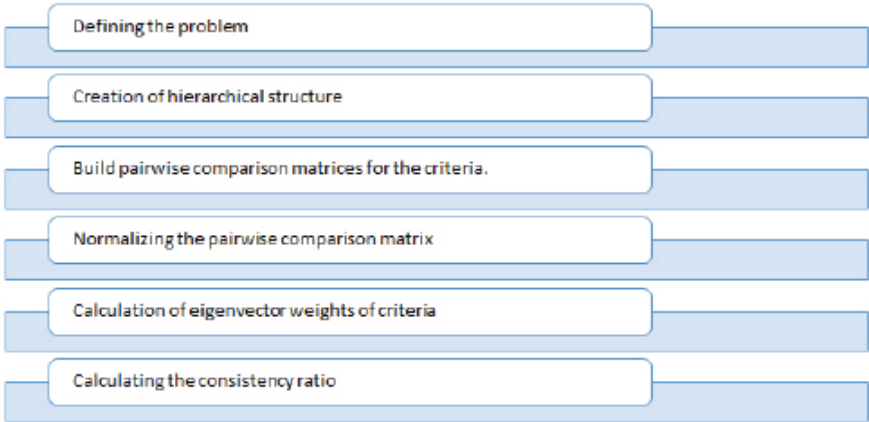 Defining the problem
Creation of hierarchical structure
Build pairwise comparison matrices for the criteria.
Normalizing the pairwise comparison matrix
Calculation of eigenvector weights of criteria
Calculating the consistency ratio